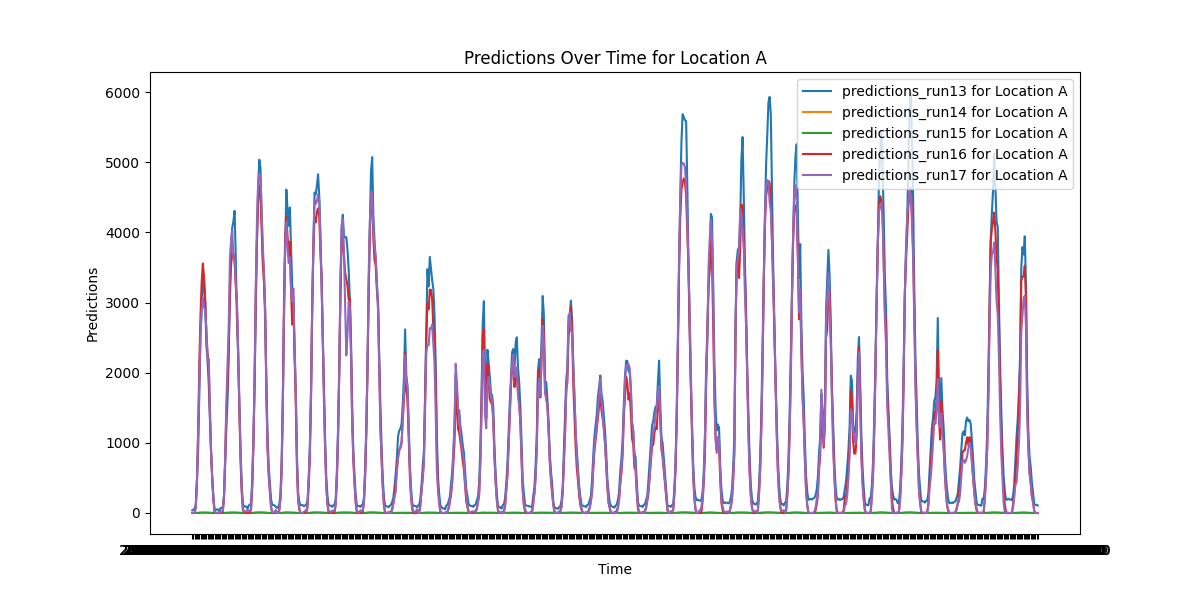 Predictions Over Time for Location A
predictions_run13 for Location A
predictions_run14 for Location A
predictions_run15 for Location A
predictions_run16 for Location A
predictions_run17 for Location A
6000
5000
4000
3000
2000
1000
0
Predictions
Time